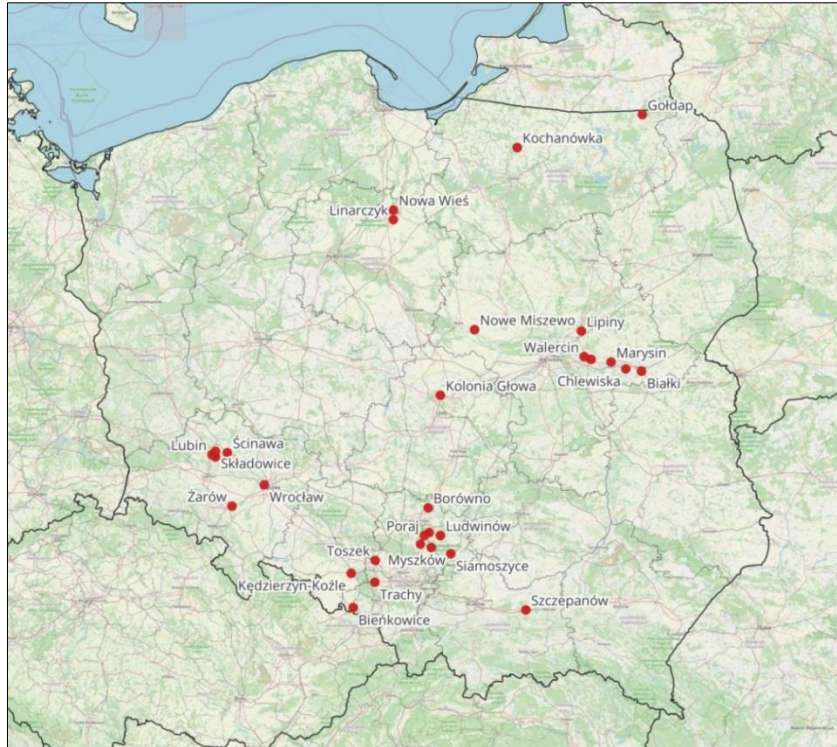 Gołdap
Kochanówka
Nowa Wieś
Linarczyk
Nowe Miszewo
Lipiny
Walercin
Marysin
Chlewiska
Białki
Kolonia Głowa
Lubin
Ścinawa
Składowice
Żarów
Wrocław
Borówno
Poraj
Ludwinów
Toszek
Myszków
Siamoszyce
Kędzierzyn-Koźle
Trachy
Szczepanów
Bieńkowice